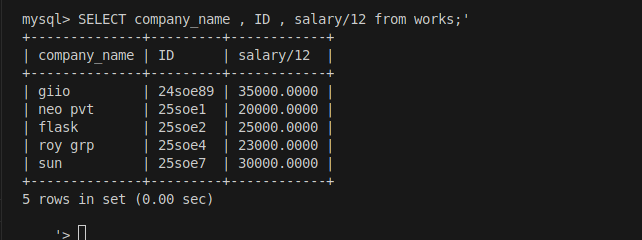 mysql> SELECT company_name , ID , salary/12 from works;'
+--------------+---------+------------+
| company_name | ID      | salary/12  |
+--------------+---------+------------+
| giio         | 24soe89 | 35000.0000 |
| neo pvt      | 25soe1  | 20000.0000 |
| flask        | 25soe2  | 25000.0000 |
| roy grp      | 25soe4  | 23000.0000 |
| sun          | 25soe7  | 30000.0000 |
+--------------+---------+------------+
5 rows in set (0.00 sec)
'>